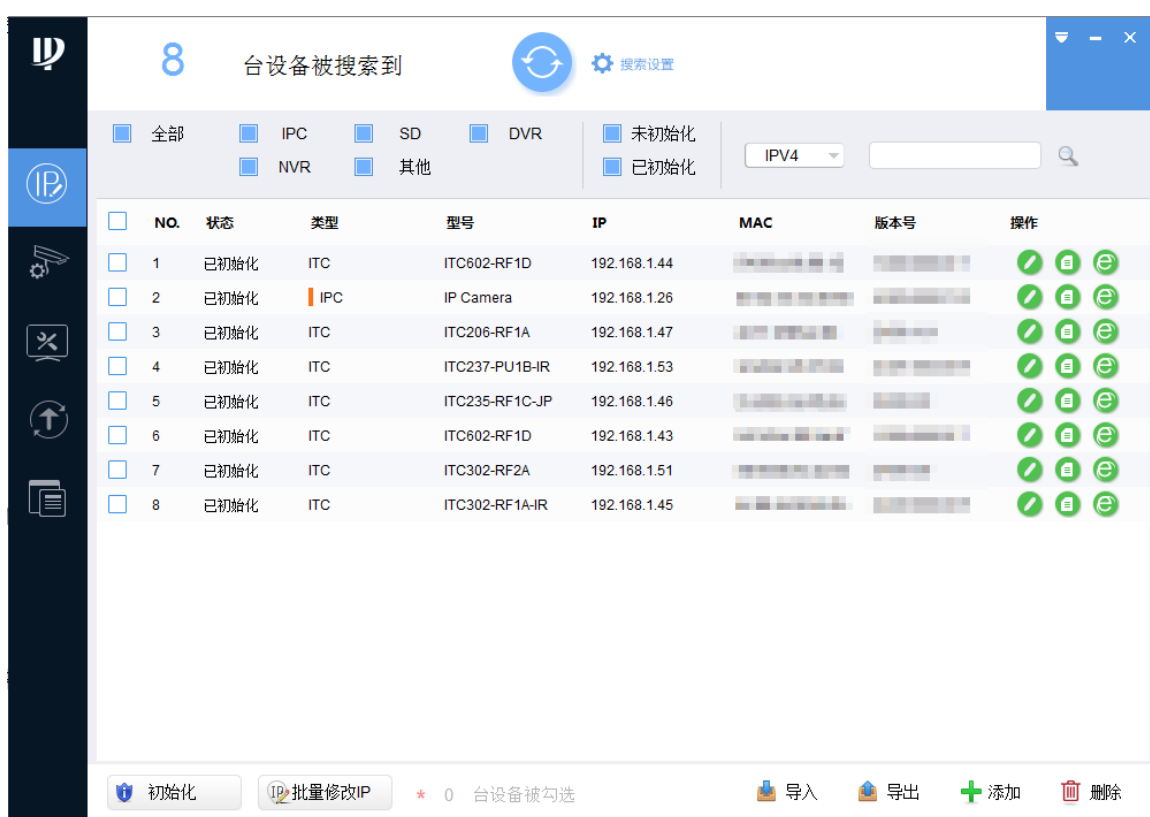 8 台设备被搜索到 搜索设置
全部 IPC SD DVR 未初始化
NVR 其他 已初始化 IPV4
NO. 状态 类型 型号 IP MAC 版本号 操作
1 已初始化 ITC ITC602-RF1D 192.168.1.44
2 已初始化 IPC IP Camera 192.168.1.26
3 已初始化 ITC ITC206-RF1A 192.168.1.47
4 已初始化 ITC ITC237-PU1B-IR 192.168.1.53
5 已初始化 ITC ITC235-RF1C-JP 192.168.1.46
6 已初始化 ITC ITC602-RF1D 192.168.1.43
7 已初始化 ITC ITC302-RF2A 192.168.1.51
8 已初始化 ITC ITC302-RF1A-IR 192.168.1.45
初始化 批量修改IP * 0 台设备被勾选 导入 导出 添加 删除